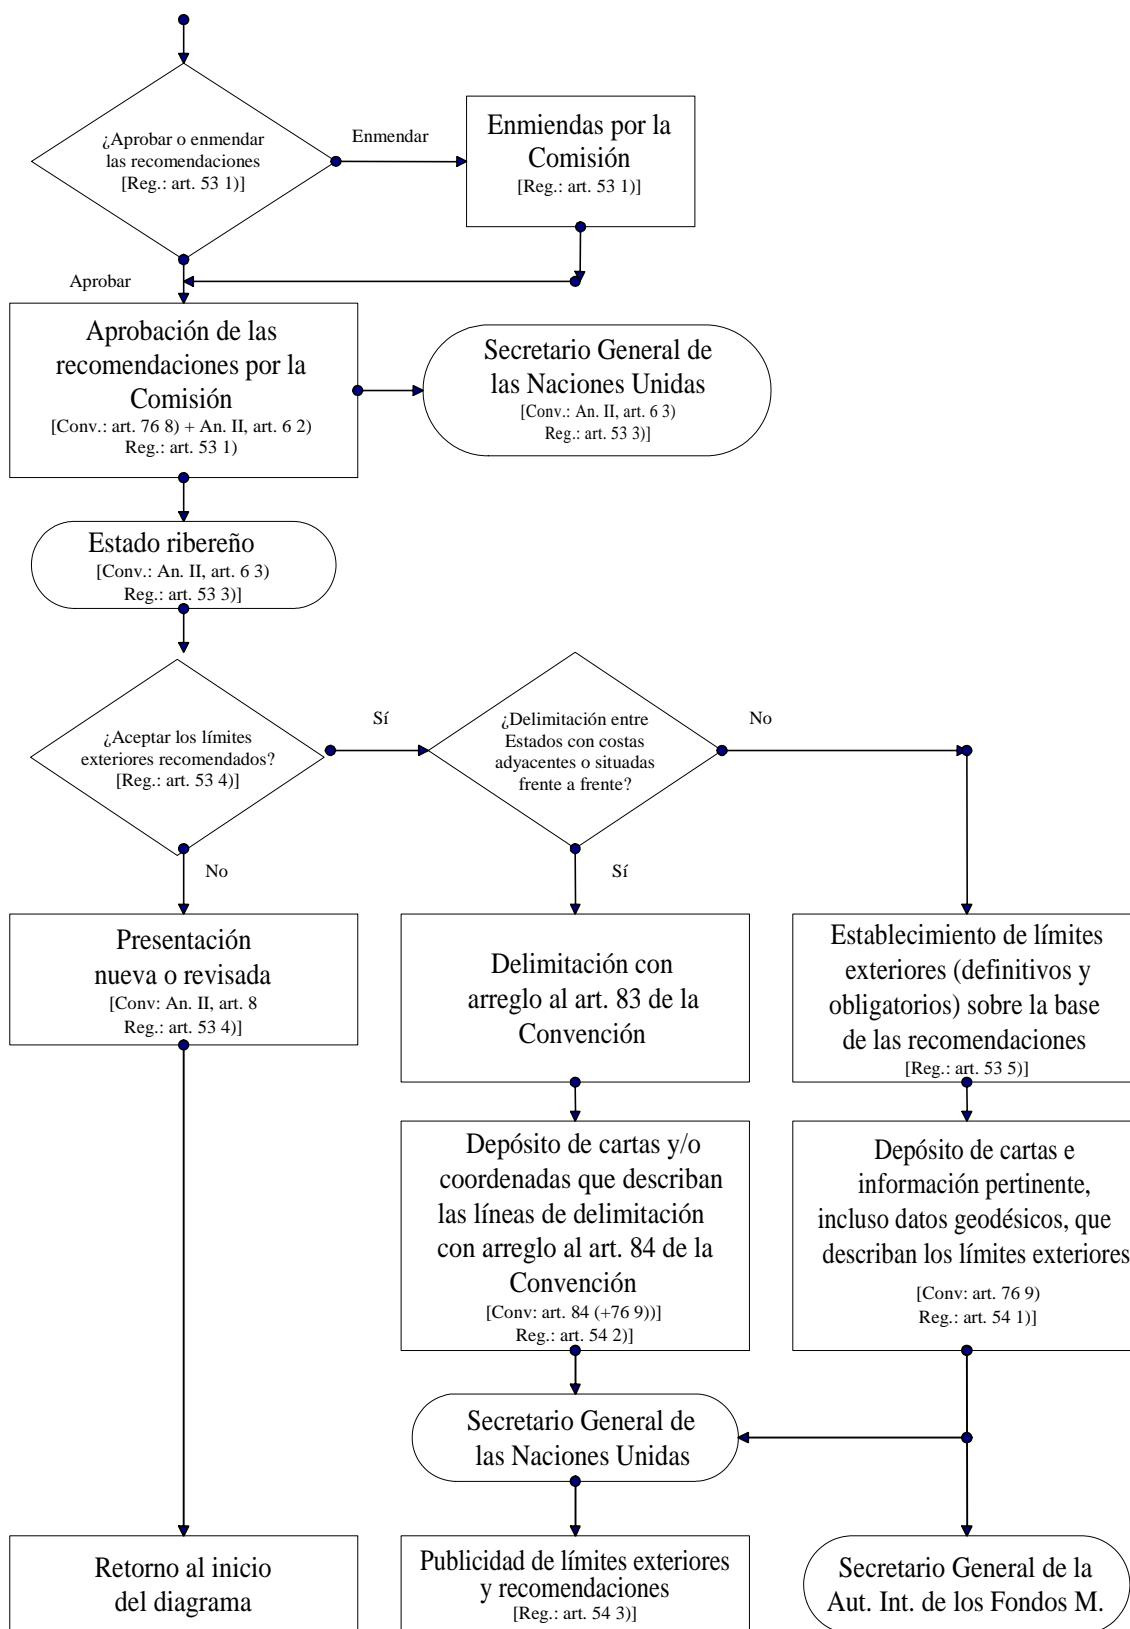 ¿Aprobar o enmendar
las recomendaciones
[Reg.: art. 53 1)]
Enmendar
Enmiendas por la
Comisión
[Reg.: art. 53 1)]
Aprobar
Aprobación de las
recomendaciones por la
Comisión
[Conv.: art. 76 8) + An. II, art. 6 2)
Reg.: art. 53 1)
Secretario General de
las Naciones Unidas
[Conv.: An. II, art. 6 3)
Reg.: art. 53 3)]
Estado ribereño
[Conv.: An. II, art. 6 3)
Reg.: art. 53 3)]
¿Aceptar los límites
exteriores recomendados?
[Reg.: art. 53 4)]
Sí
¿Delimitación entre
Estados con costas
adyacentes o situadas
frente a frente?
No
No
Sí
Presentación
nueva o revisada
[Conv: An. II, art. 8
Reg.: art. 53 4)]
Delimitación con
arreglo al art. 83 de la
Convención
Establecimiento de límites
exteriores (definitivos y
obligatorios) sobre la base
de las recomendaciones
[Reg.: art. 53 5)]
Depósito de cartas y/o
coordenadas que describan
las líneas de delimitación
con arreglo al art. 84 de la
Convención
[Conv: art. 84 (+76 9))]
Reg.: art. 54 2)]
Depósito de cartas e
información pertinente,
incluso datos geodésicos, que
describan los límites exteriores
[Conv: art. 76 9)
Reg.: art. 54 1)]
Secretario General de
las Naciones Unidas
Retorno al inicio
del diagrama
Publicidad de límites exteriores
y recomendaciones
[Reg.: art. 54 3)]
Secretario General de la
Aut. Int. de los Fondos M.